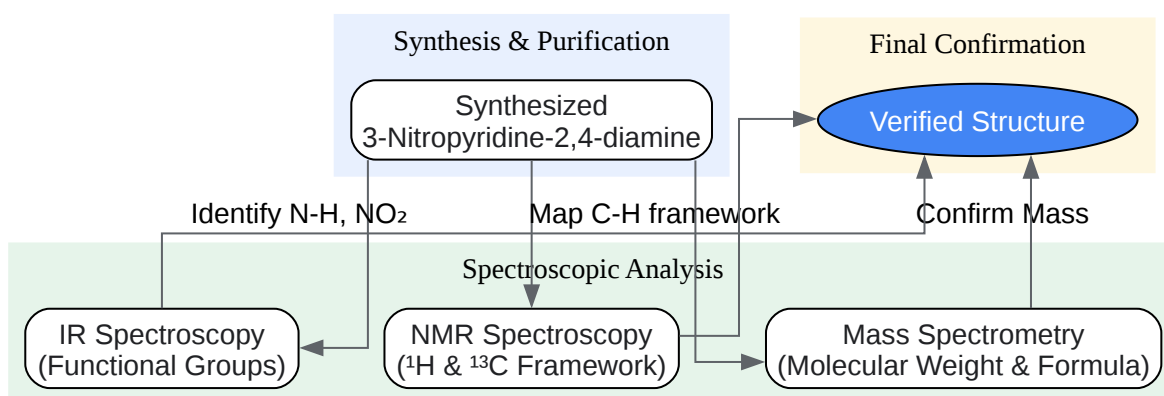 Synthesis & Purification
Final Confirmation
Synthesized
3-Nitropyridine-2,4-diamine
Verified Structure
Identify N-H, NO₂
Map C-H framework
Confirm Mass
Spectroscopic Analysis
IR Spectroscopy
(Functional Groups)
NMR Spectroscopy
(¹H & ¹³C Framework)
Mass Spectrometry
(Molecular Weight & Formula)